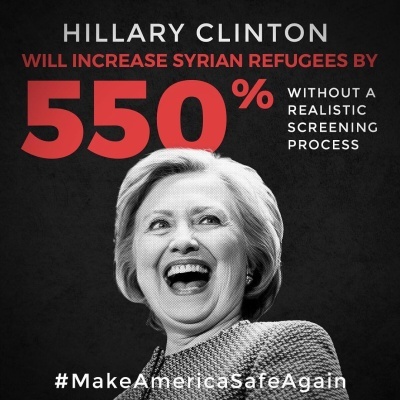 HILLARY CLINTON
WILL INCREASE SYRIAN REFUGEES BY
550%
WITHOUT A
REALISTIC
SCREENING
PROCESS
#MakeAmericaSafeAgain